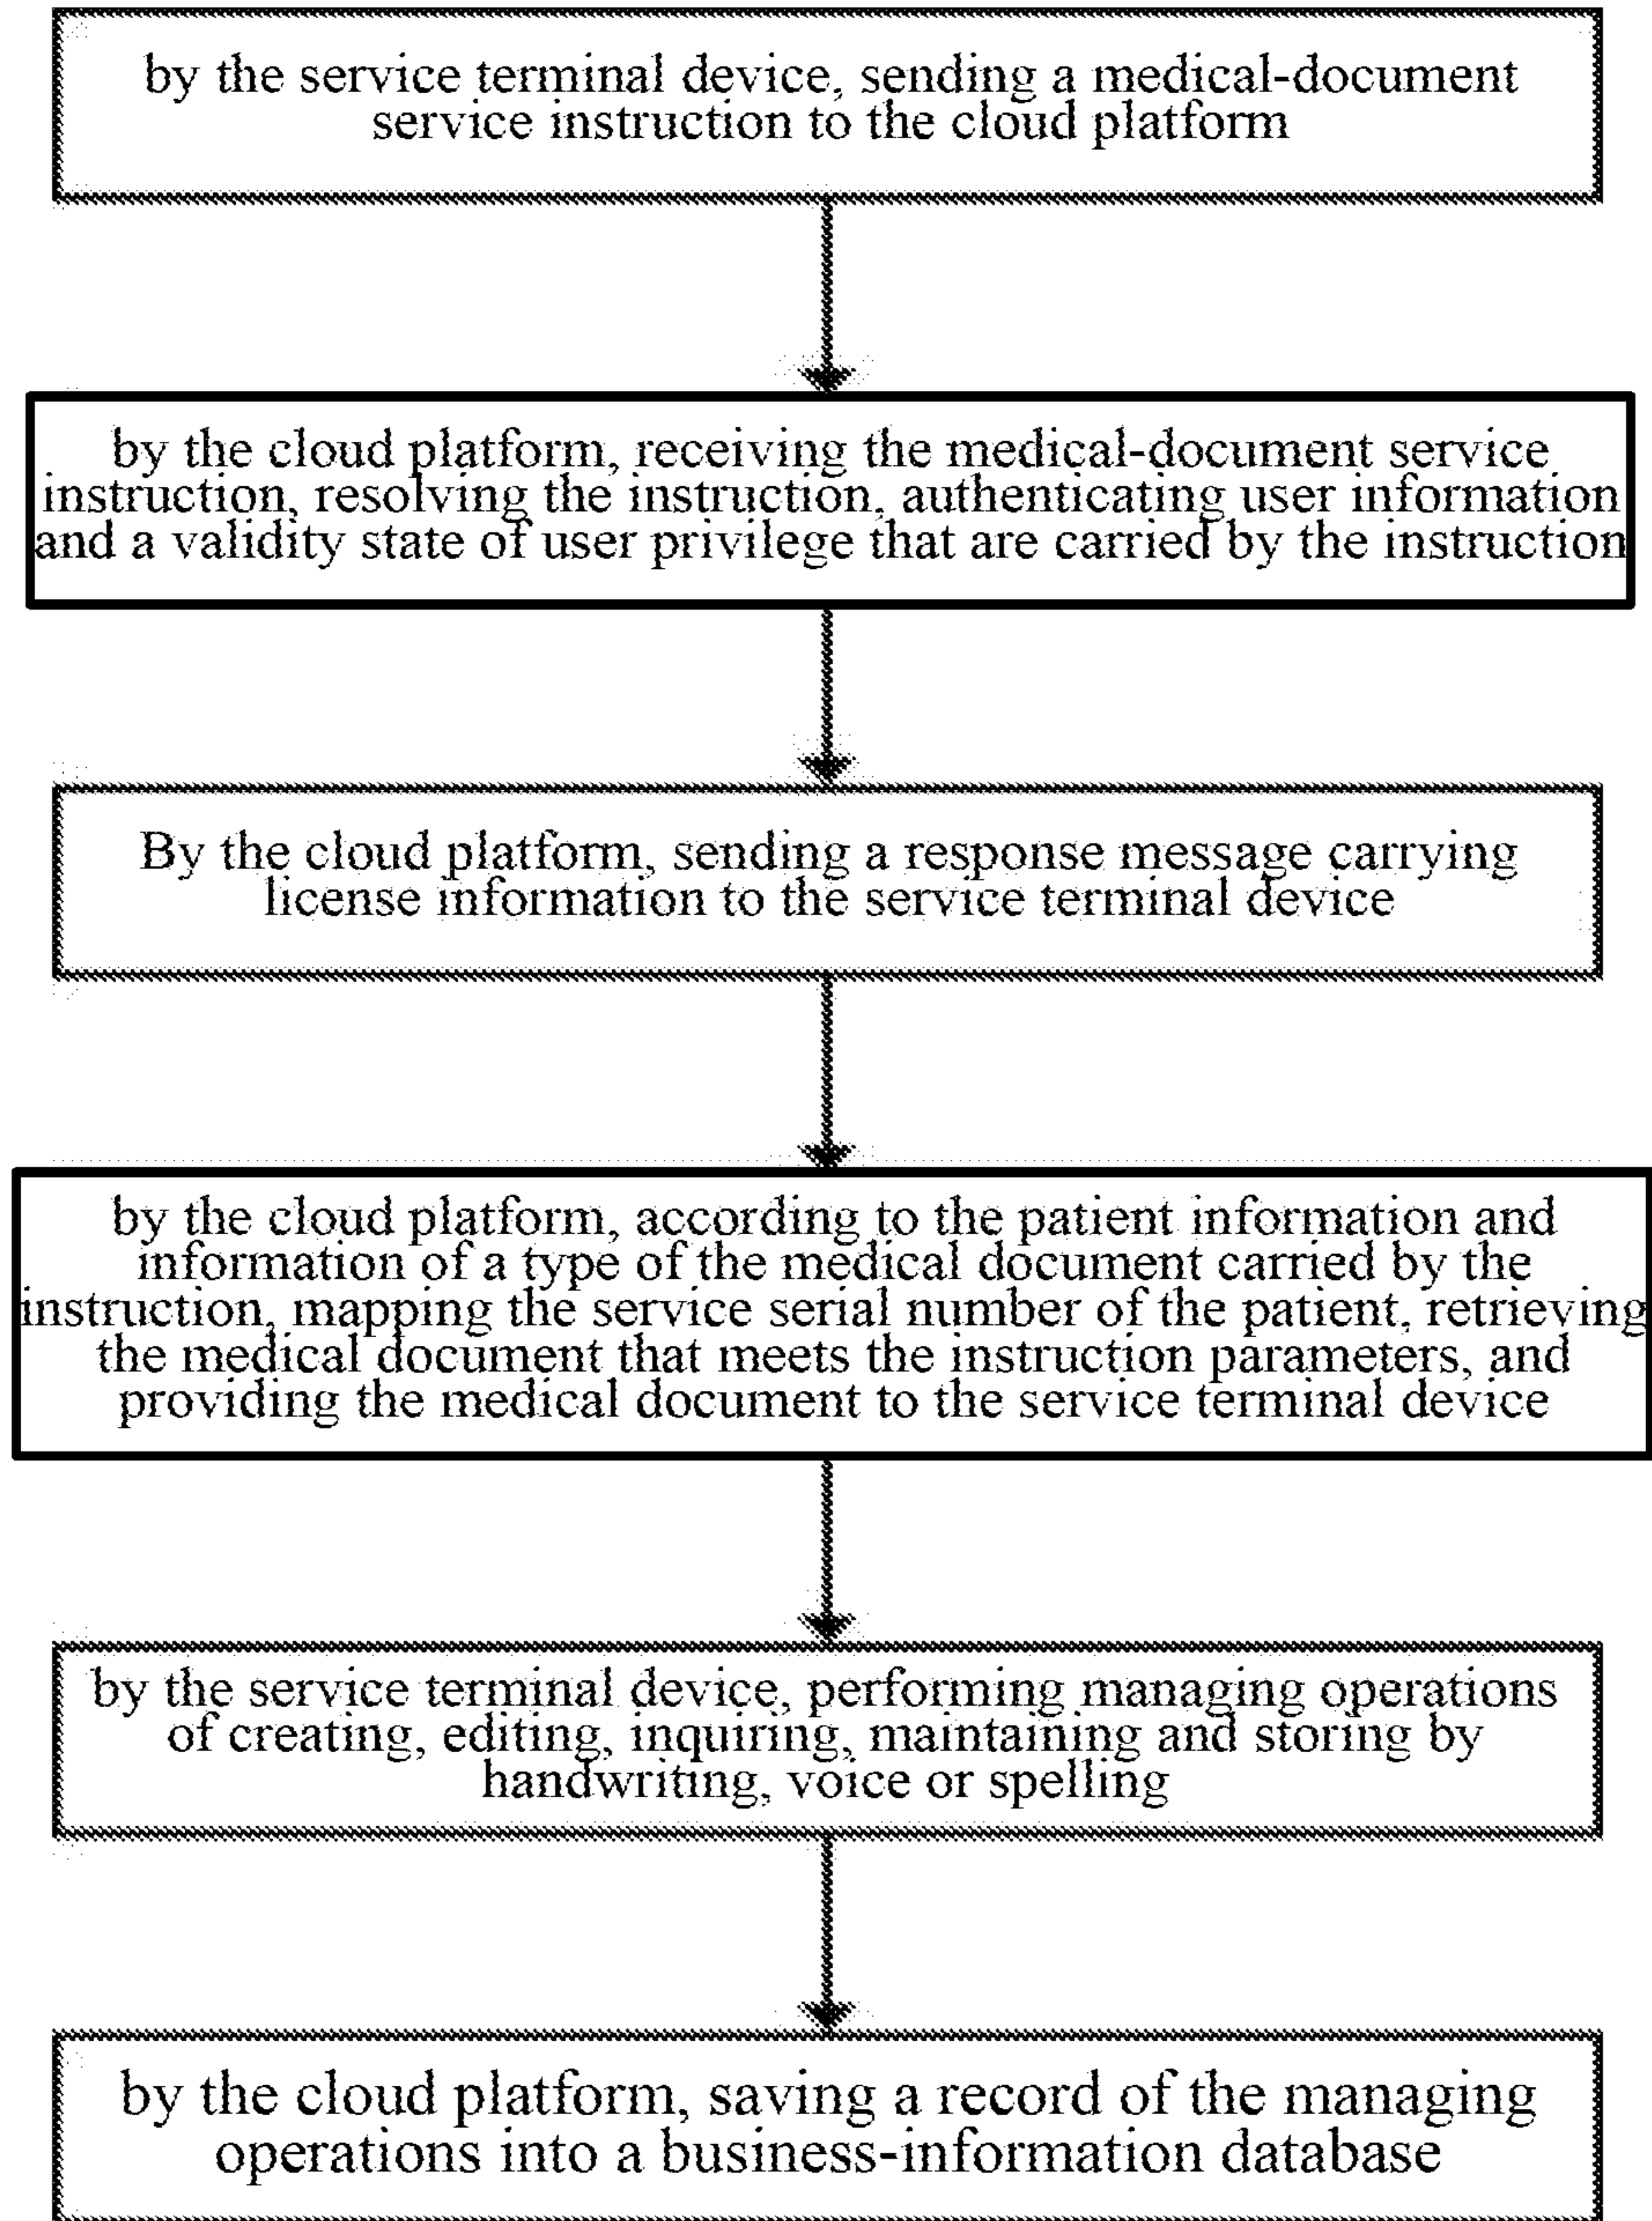 by the service terminal device, sending a medical-document
service instruction to the cloud platform
by the cloud platform, receiving the medical-document service
instruction, resolving the instruction, authenticating user information
and a validity state of user privilege that are carried by the instruction
By the cloud platform, sending a response message carrying
license information to the service terminal device
by the cloud platform, according to the patient information and
information of a type of the medical document carried by the
instruction, mapping the service serial number of the patient, retrieving
the medical document that meets the instruction parameters, and
providing the medical document to the service terminal device
by the service terminal device, performing managing operations
of creating, editing, inquiring, maintaining and storing by
handwriting, voice or spelling
by the cloud platform, saving a record of the managing
operations into a business-information database